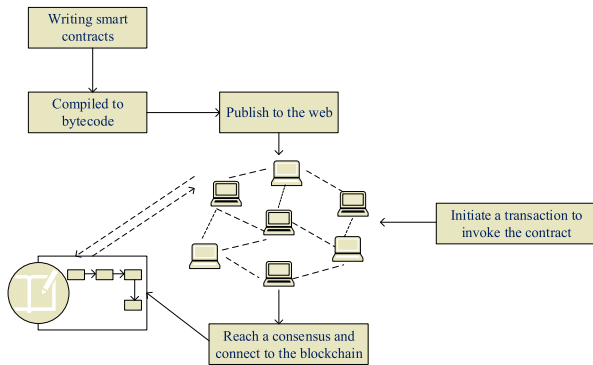 Writing smart
contracts
Compiled to
bytecode
Publish to the web
Initiate a transaction to
invoke the contract
Reach a consensus and
connect to the blockchain